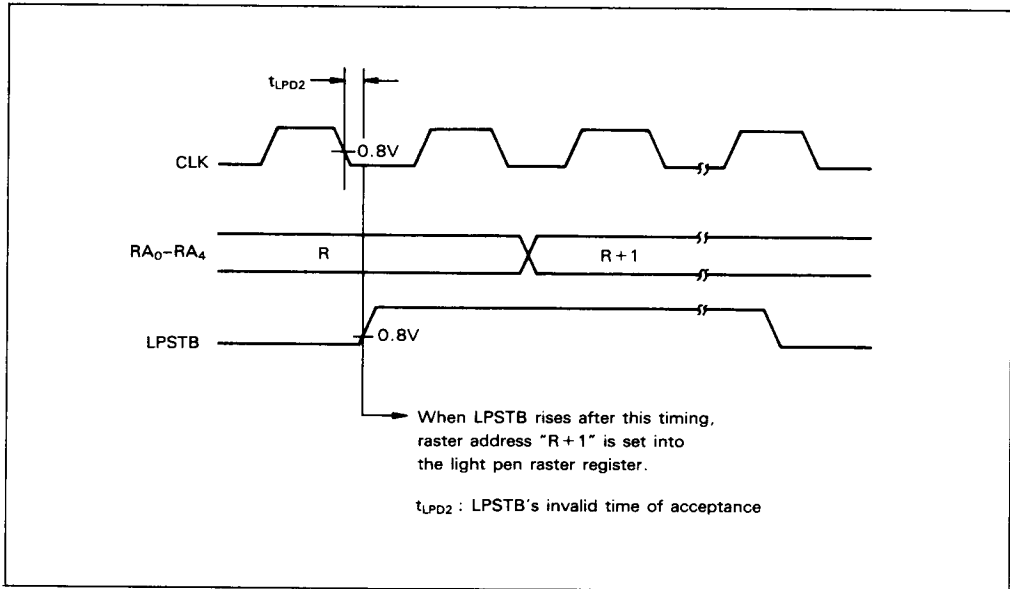 tLPD2
0.8V
CLK
RA0–RA4
R
R+1
0.8V
LPSTB
When LPSTB rises after this timing,
raster address "R+1" is set into
the light pen raster register.
tLPD2 : LPSTB's invalid time of acceptance